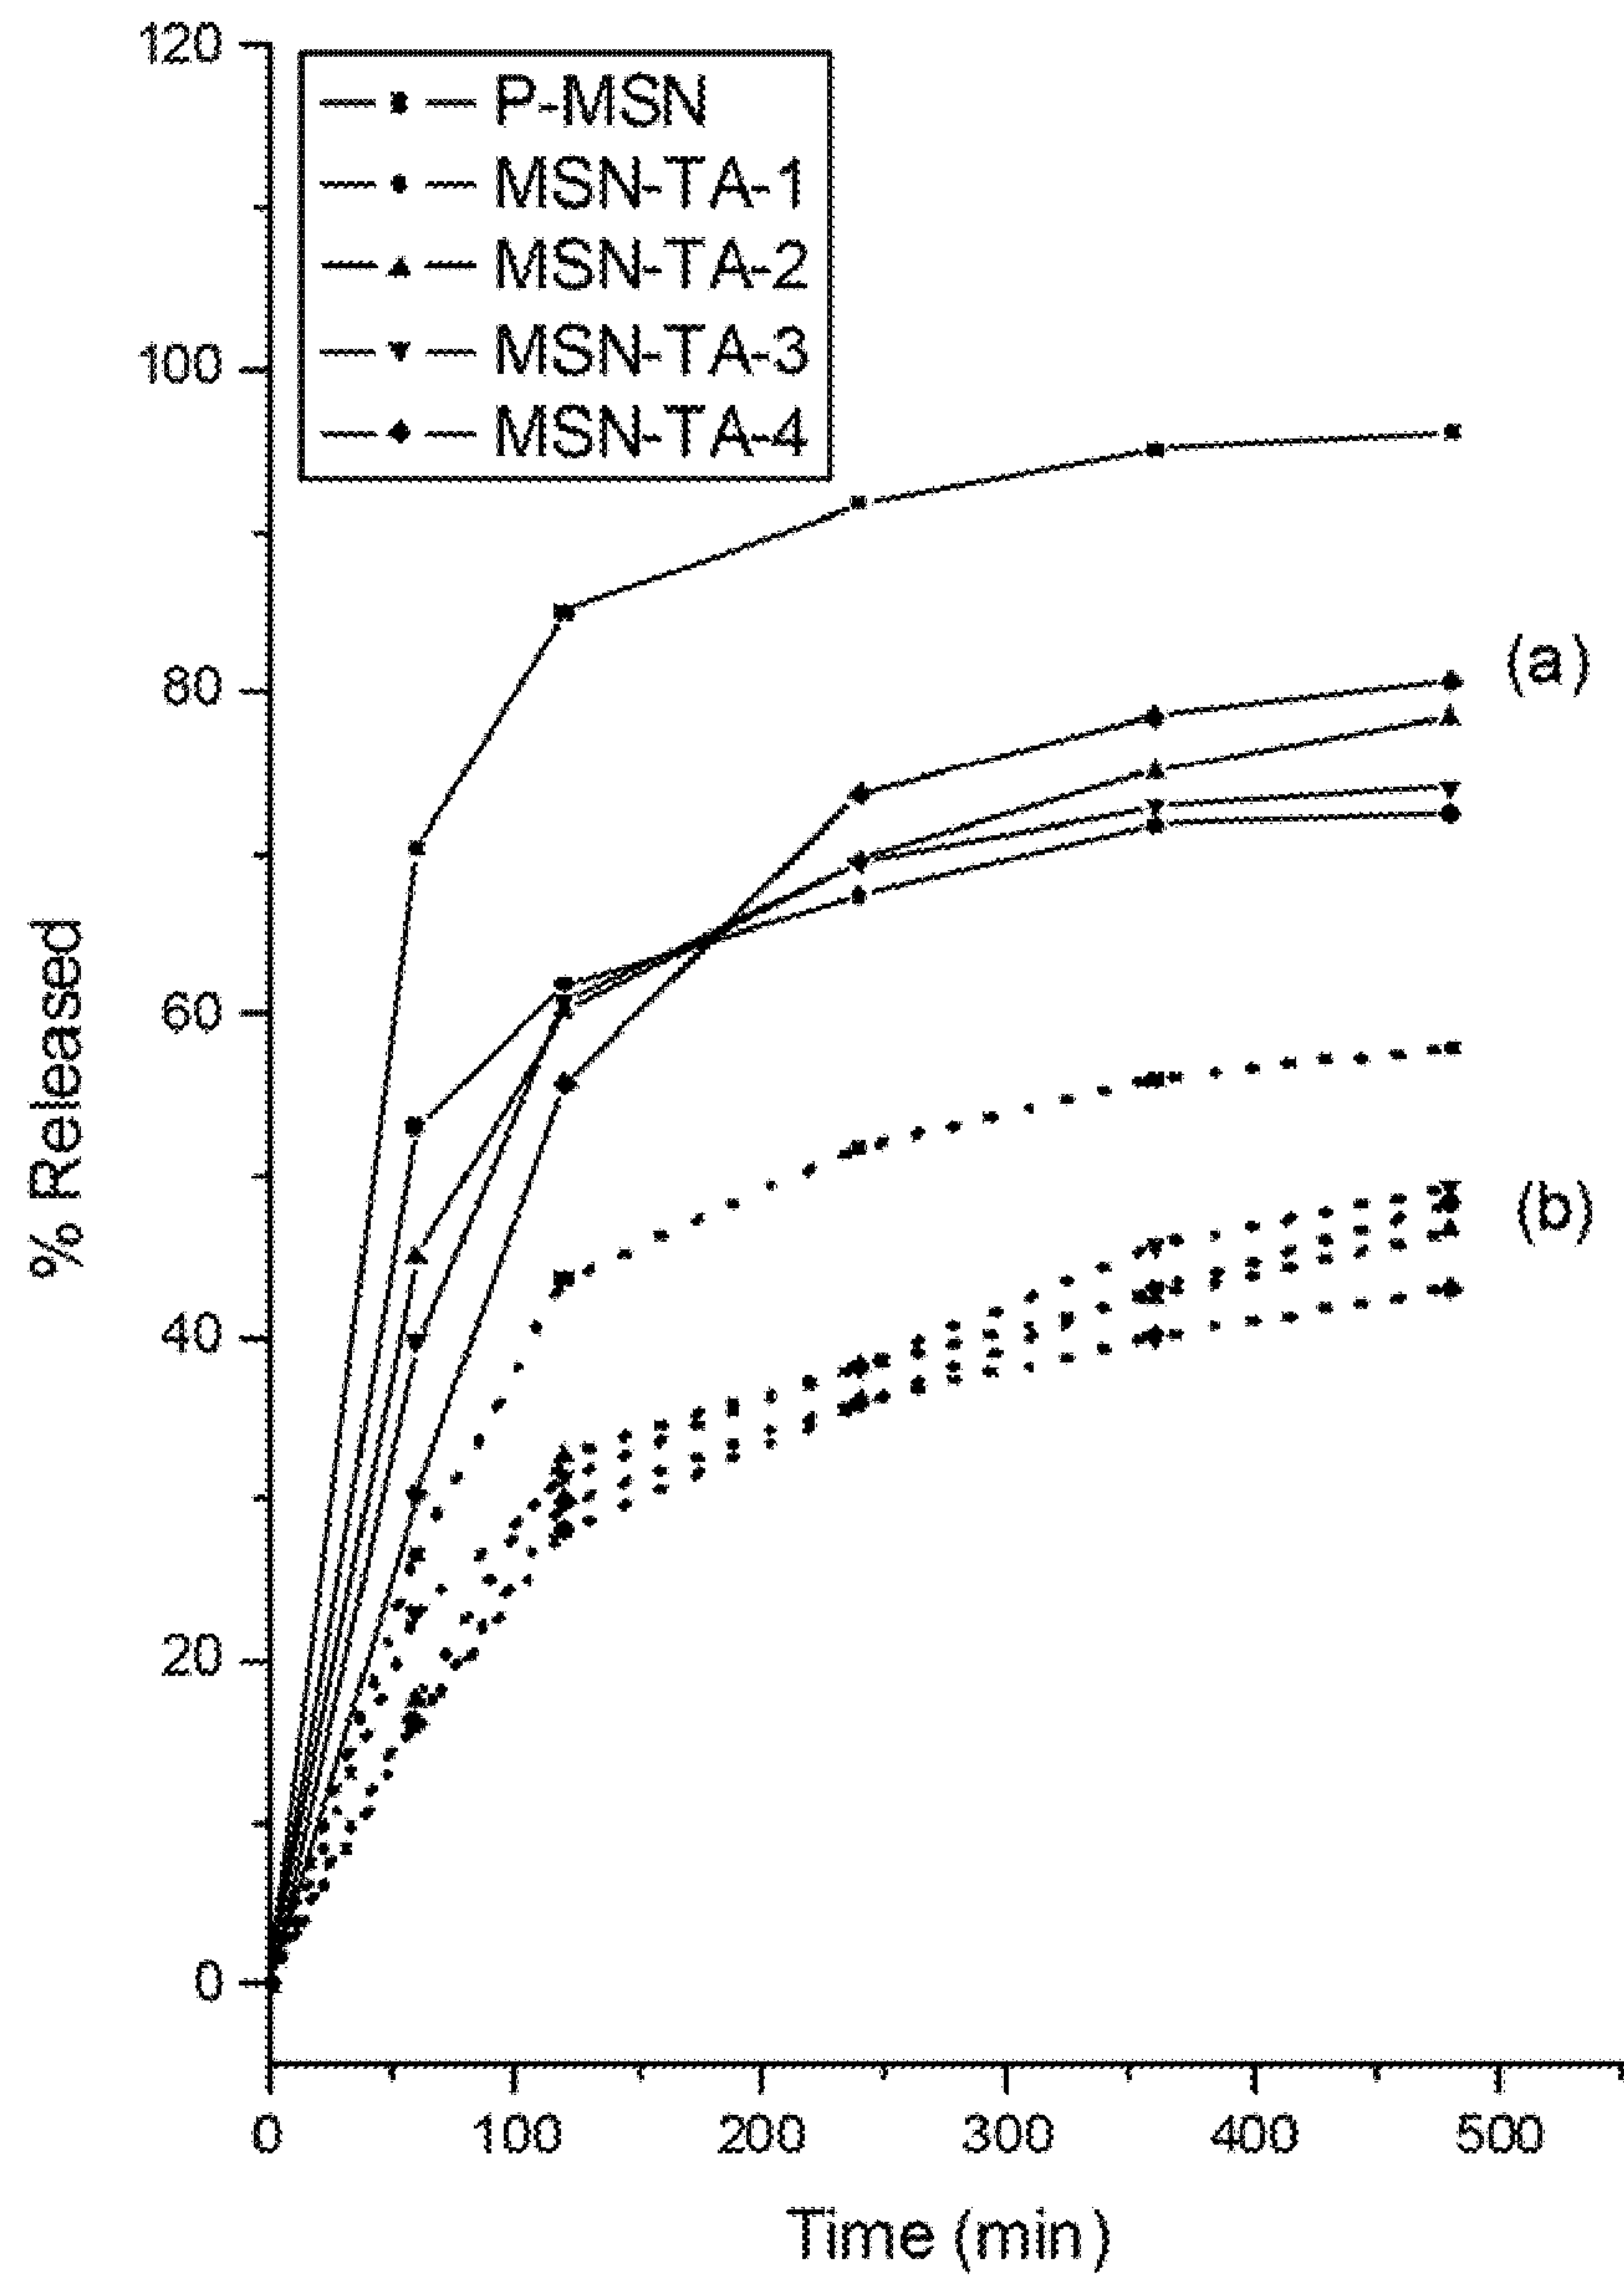 120
100
80
60
40
20
0
% Released
P-MSN
MSN-TA-1
MSN-TA-2
MSN-TA-3
MSN-TA-4
(a)
(b)
0 100 200 300 400 500
Time (min)